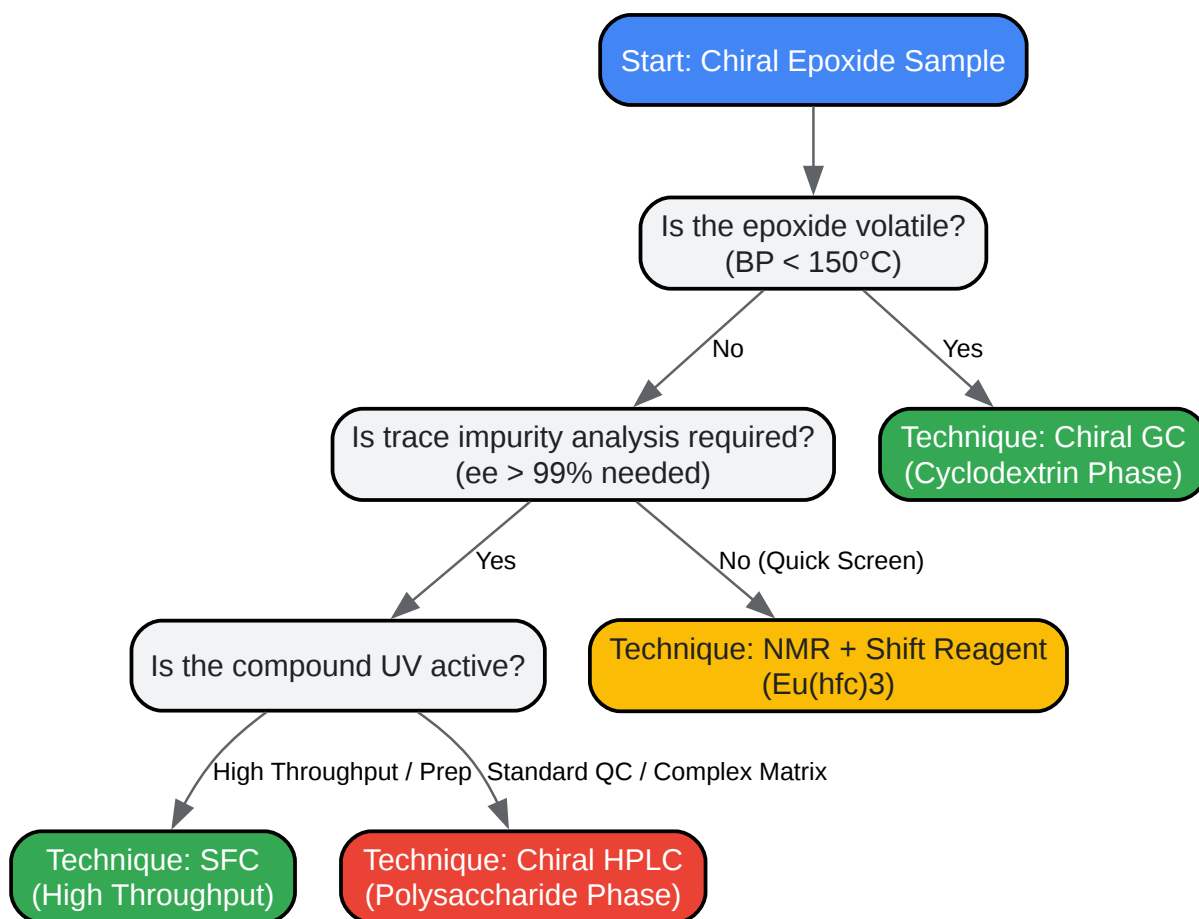 Start: Chiral Epoxide Sample
Is the epoxide volatile?
(BP < 150°C)
No
Yes
Is trace impurity analysis required?
(ee > 99% needed)
Technique: Chiral GC
(Cyclodextrin Phase)
Yes
No (Quick Screen)
Is the compound UV active?
Technique: NMR + Shift Reagent
(Eu(hfc)3)
High Throughput / Prep
Standard QC / Complex Matrix
Technique: SFC
(High Throughput)
Technique: Chiral HPLC
(Polysaccharide Phase)